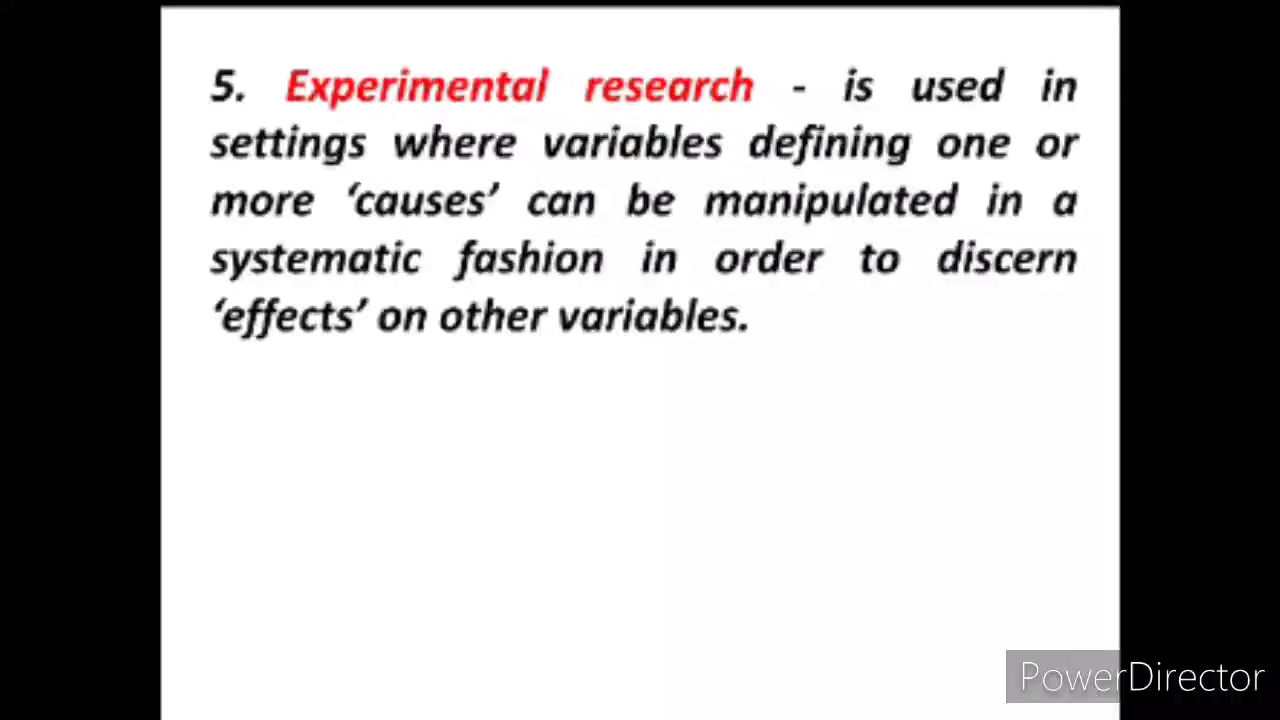 5. Experimental research - is used in
settings where variables defining one or
more ‘causes’ can be manipulated in a
systematic fashion in order to discern
‘effects’ on other variables.
PowerDirector